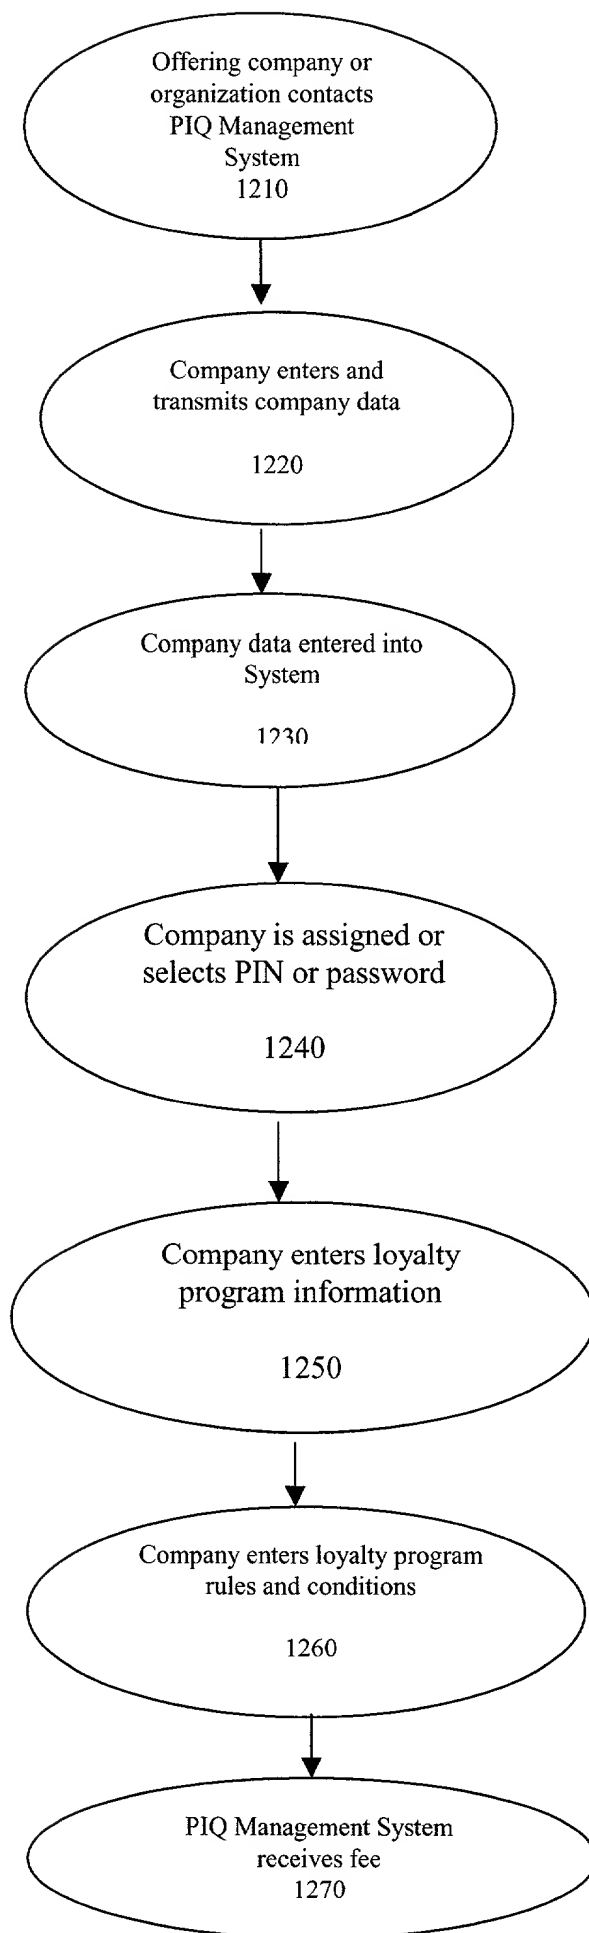 Offering company or
organization contacts
PIQ Management
System
1210
Company enters and
transmits company data
1220
Company data entered into
System
1230
Company is assigned or
selects PIN or password
1240
Company enters loyalty
program information
1250
Company enters loyalty program
rules and conditions
1260
PIQ Management System
receives fee
1270